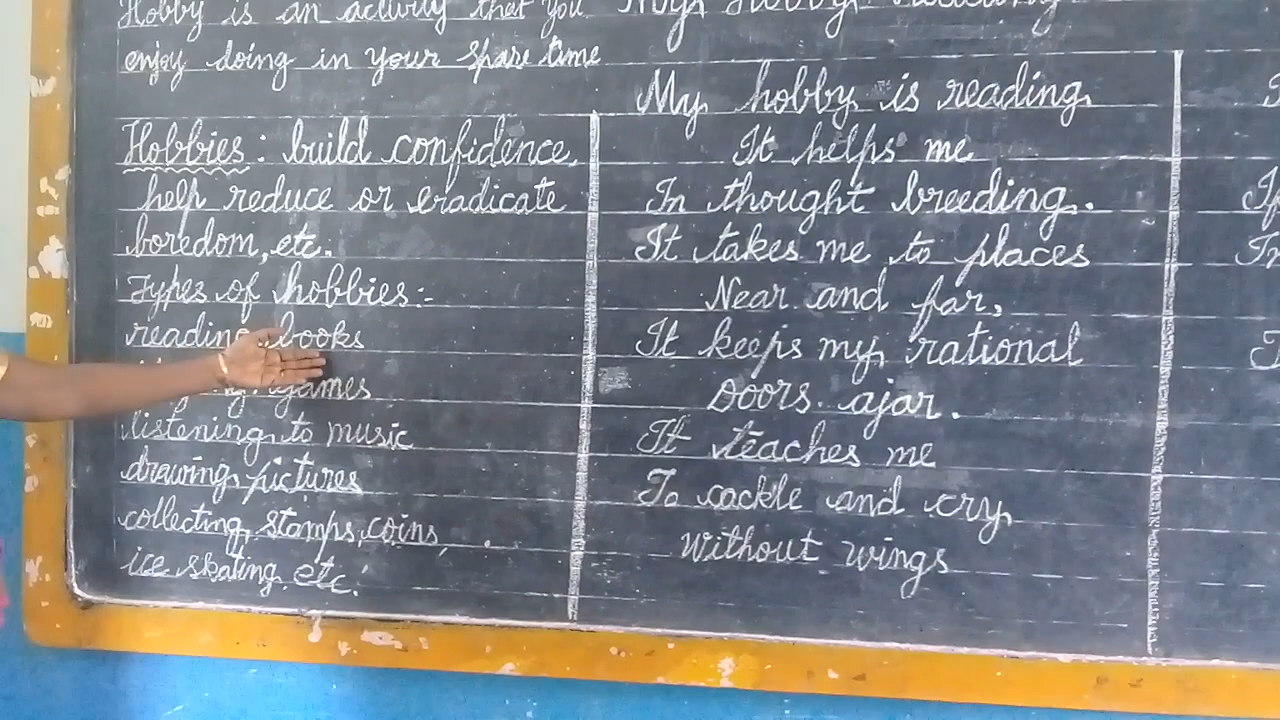 Hobby is an activity that you
enjoy doing in your spare time
Hobbies: build confidence,
help reduce or eradicate
boredom, etc.
Types of hobbies:-
reading books
games
listening to music
drawing pictures
collecting stamps, coins,
ice skating etc.
My Hobby Reading
My hobby is reading
It helps me
In thought breeding.
It takes me to places
Near and far,
It keeps my rational
Doors ajar.
It teaches me
To cackle and cry
without wings